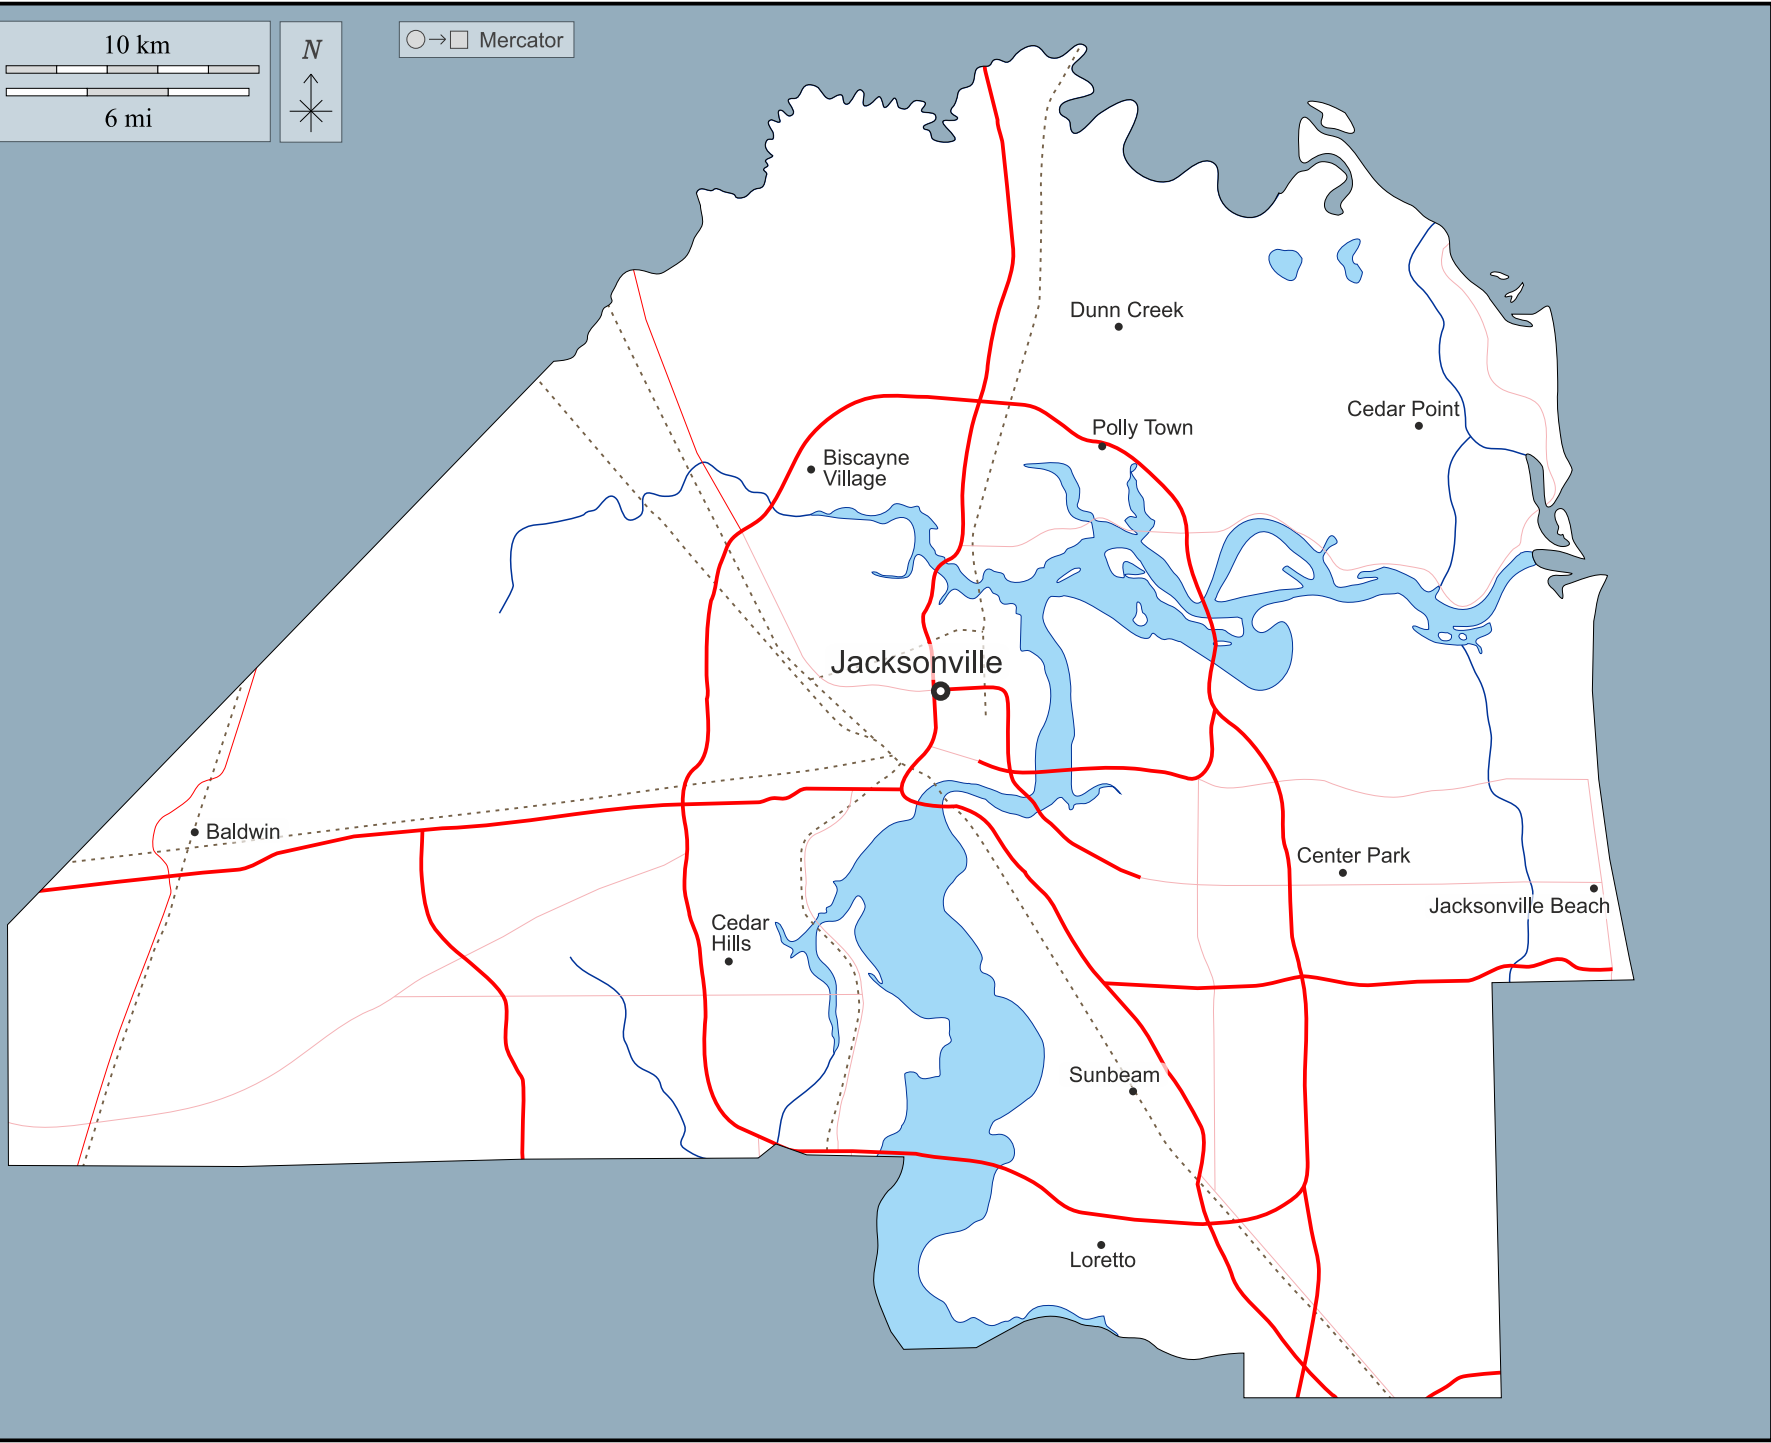 10 km
6 mi
N
Mercator
Dunn Creek
Cedar Point
Polly Town
Biscayne
Village
Jacksonville
Baldwin
Center Park
Jacksonville Beach
Cedar
Hills
Sunbeam
Loretto